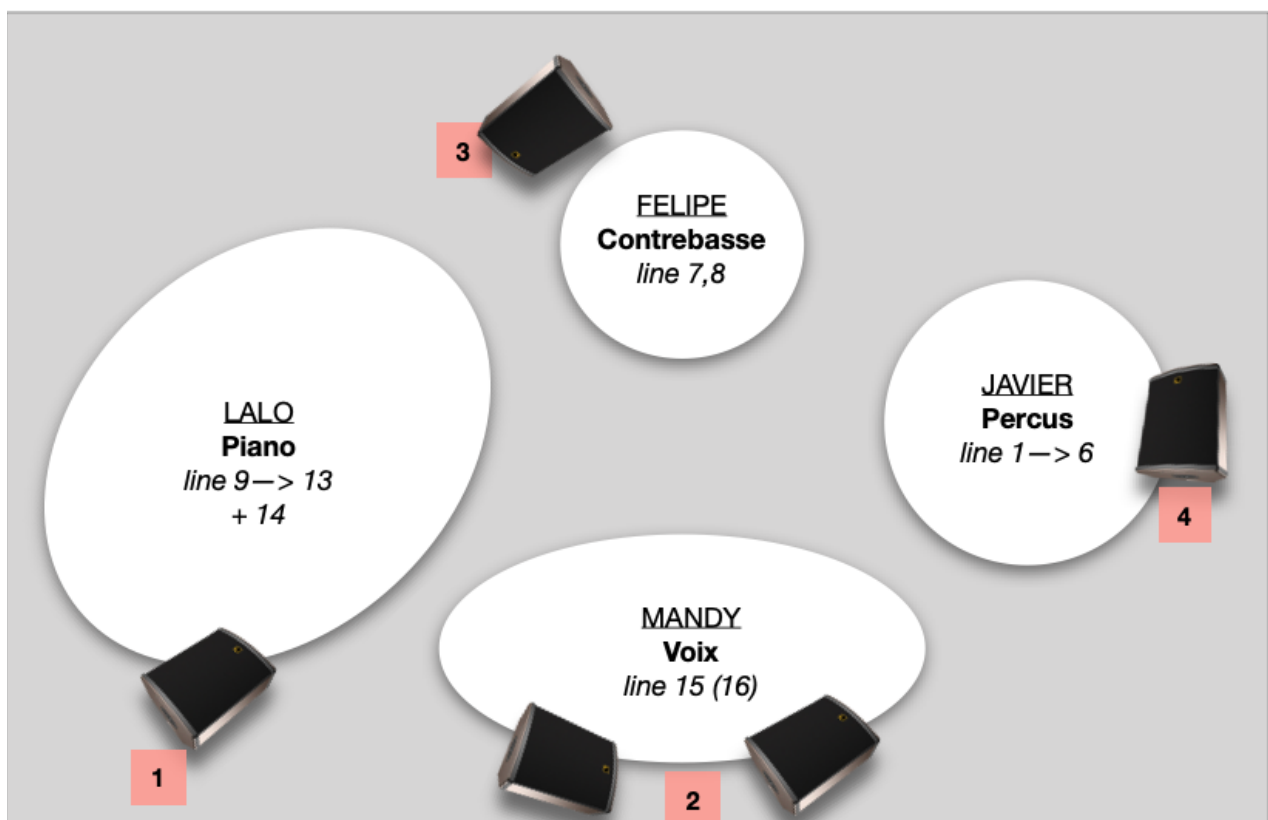 3
FELIPE
Contrebasse
line 7,8
LALO
Piano
line 9—> 13
+ 14
JAVIER
Percus
line 1—> 6
4
MANDY
Voix
line 15 (16)
1
2